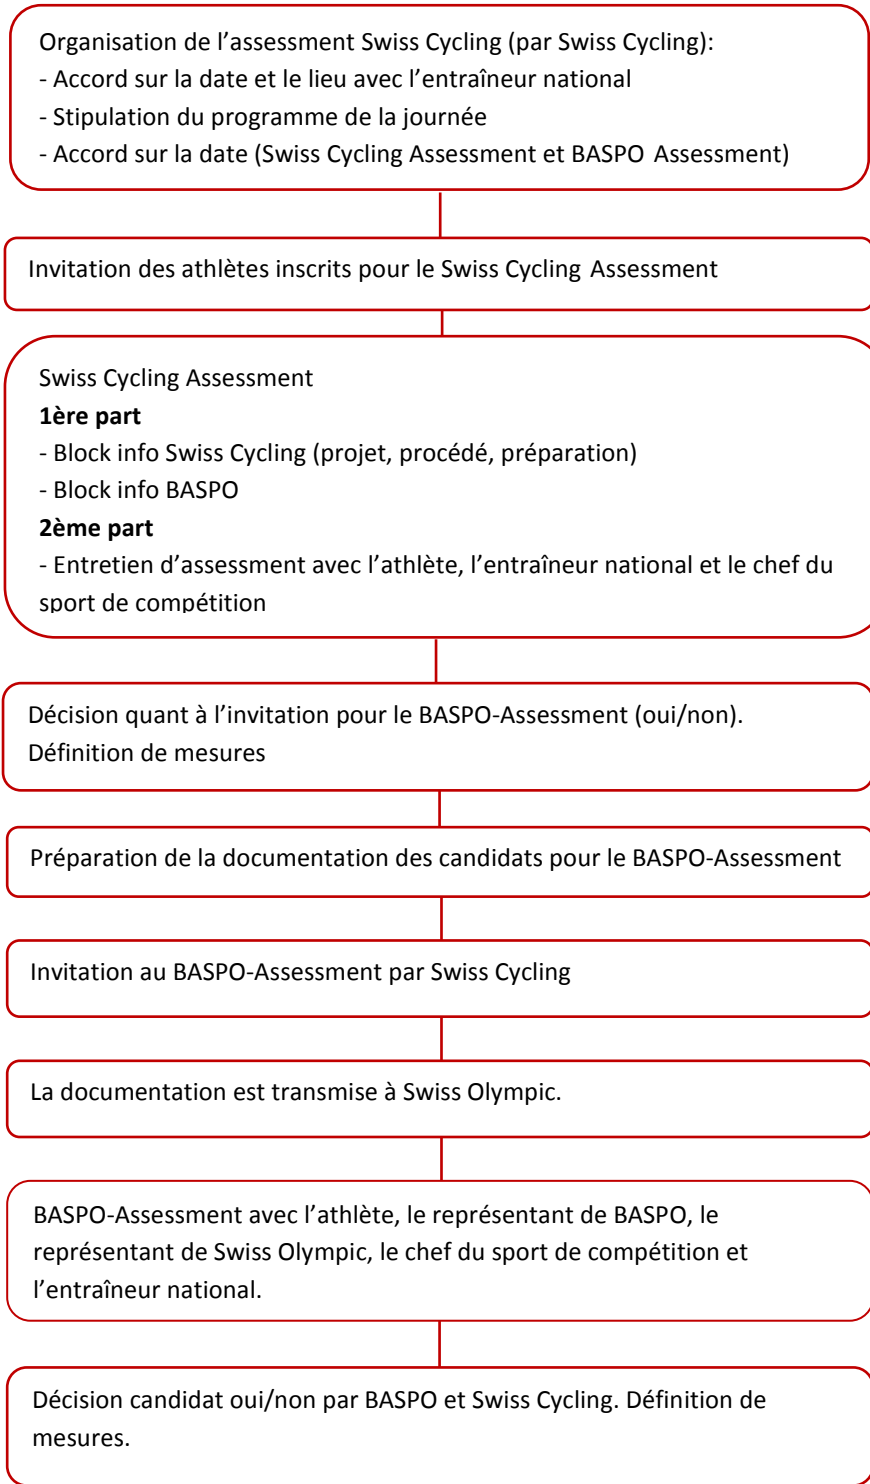 Organisation de l’assessment Swiss Cycling (par Swiss Cycling):
- Accord sur la date et le lieu avec l’entraîneur national
- Stipulation du programme de la journée
- Accord sur la date (Swiss Cycling Assessment et BASPO Assessment)
Invitation des athlètes inscrits pour le Swiss Cycling Assessment
Swiss Cycling Assessment
1ère part
- Block info Swiss Cycling (projet, procédé, préparation)
- Block info BASPO
2ème part
- Entretien d’assessment avec l’athlète, l’entraîneur national et le chef du
sport de compétition
Décision quant à l’invitation pour le BASPO-Assessment (oui/non).
Définition de mesures
Préparation de la documentation des candidats pour le BASPO-Assessment
Invitation au BASPO-Assessment par Swiss Cycling
La documentation est transmise à Swiss Olympic.
BASPO-Assessment avec l’athlète, le représentant de BASPO, le
représentant de Swiss Olympic, le chef du sport de compétition et
l’entraîneur national.
Décision candidat oui/non par BASPO et Swiss Cycling. Définition de
mesures.